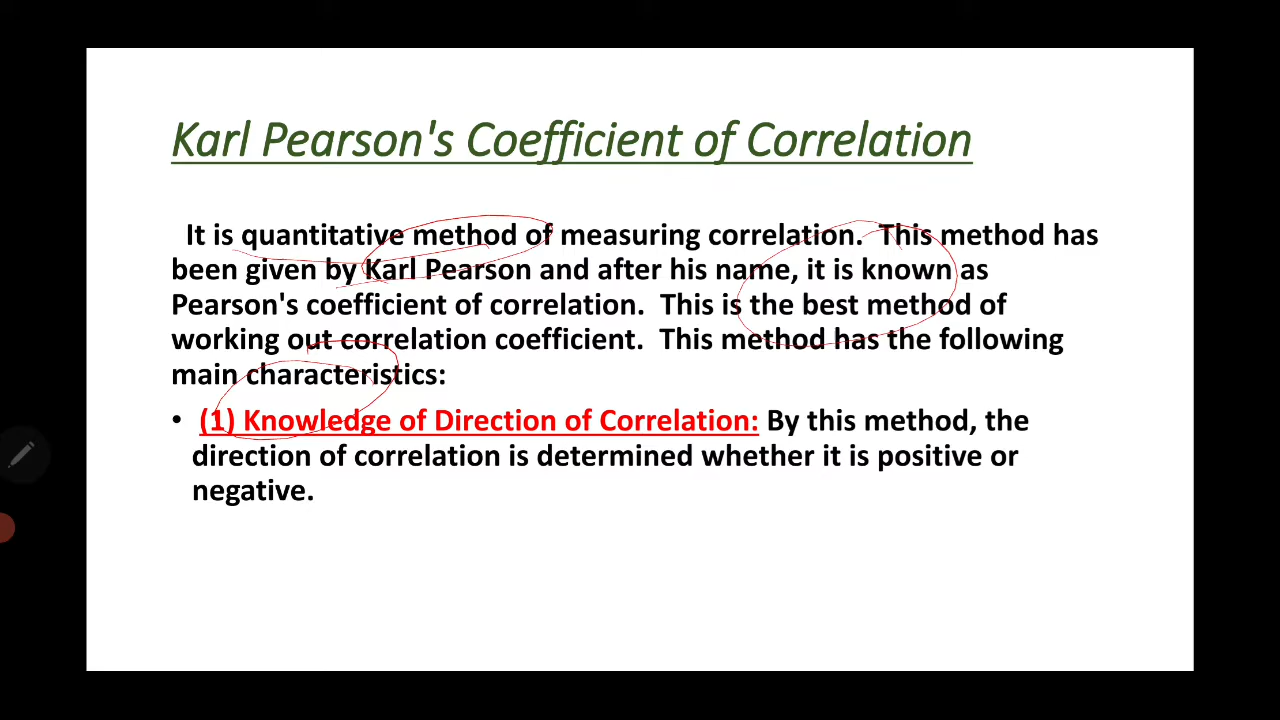 Karl Pearson's Coefficient of Correlation
It is quantitative method of measuring correlation. This method has
been given by Karl Pearson and after his name, it is known as
Pearson's coefficient of correlation. This is the best method of
working out correlation coefficient. This method has the following
main characteristics:
• (1) Knowledge of Direction of Correlation: By this method, the
direction of correlation is determined whether it is positive or
negative.